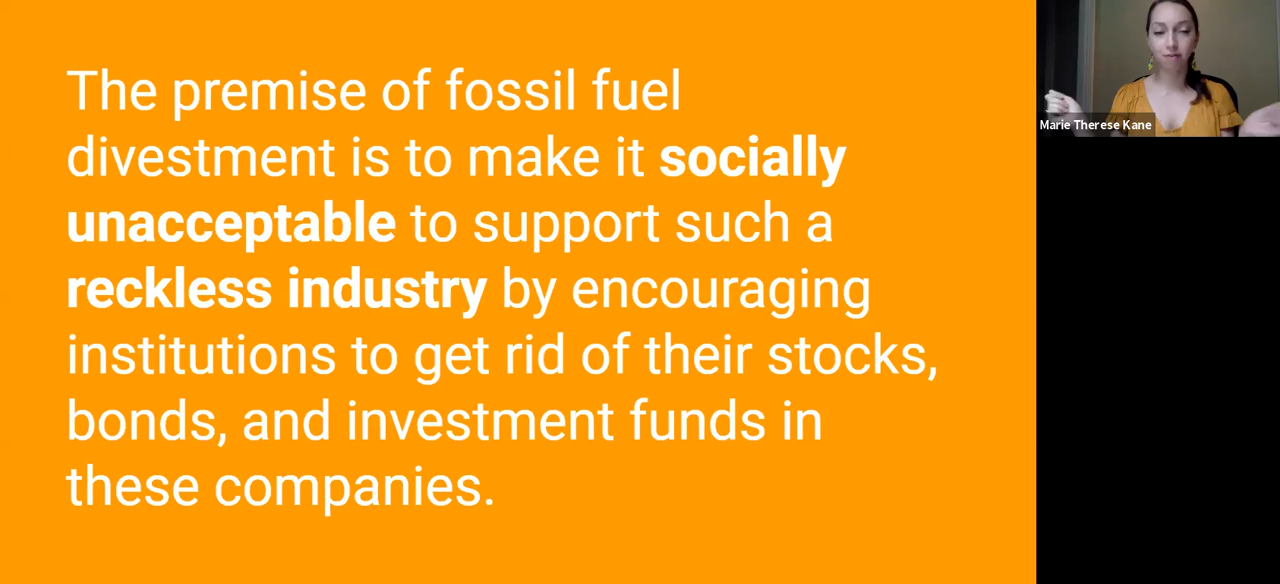 The premise of fossil fuel
divestment is to make it socially
unacceptable to support such a
reckless industry by encouraging
institutions to get rid of their stocks,
bonds, and investment funds in
these companies.
Marie Therese Kane